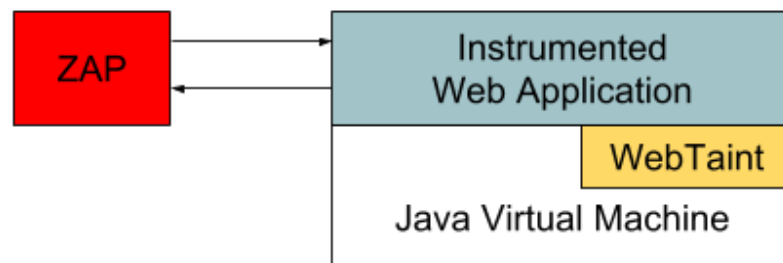 ZAP
Instrumented
Web Application
WebTaint
Java Virtual Machine